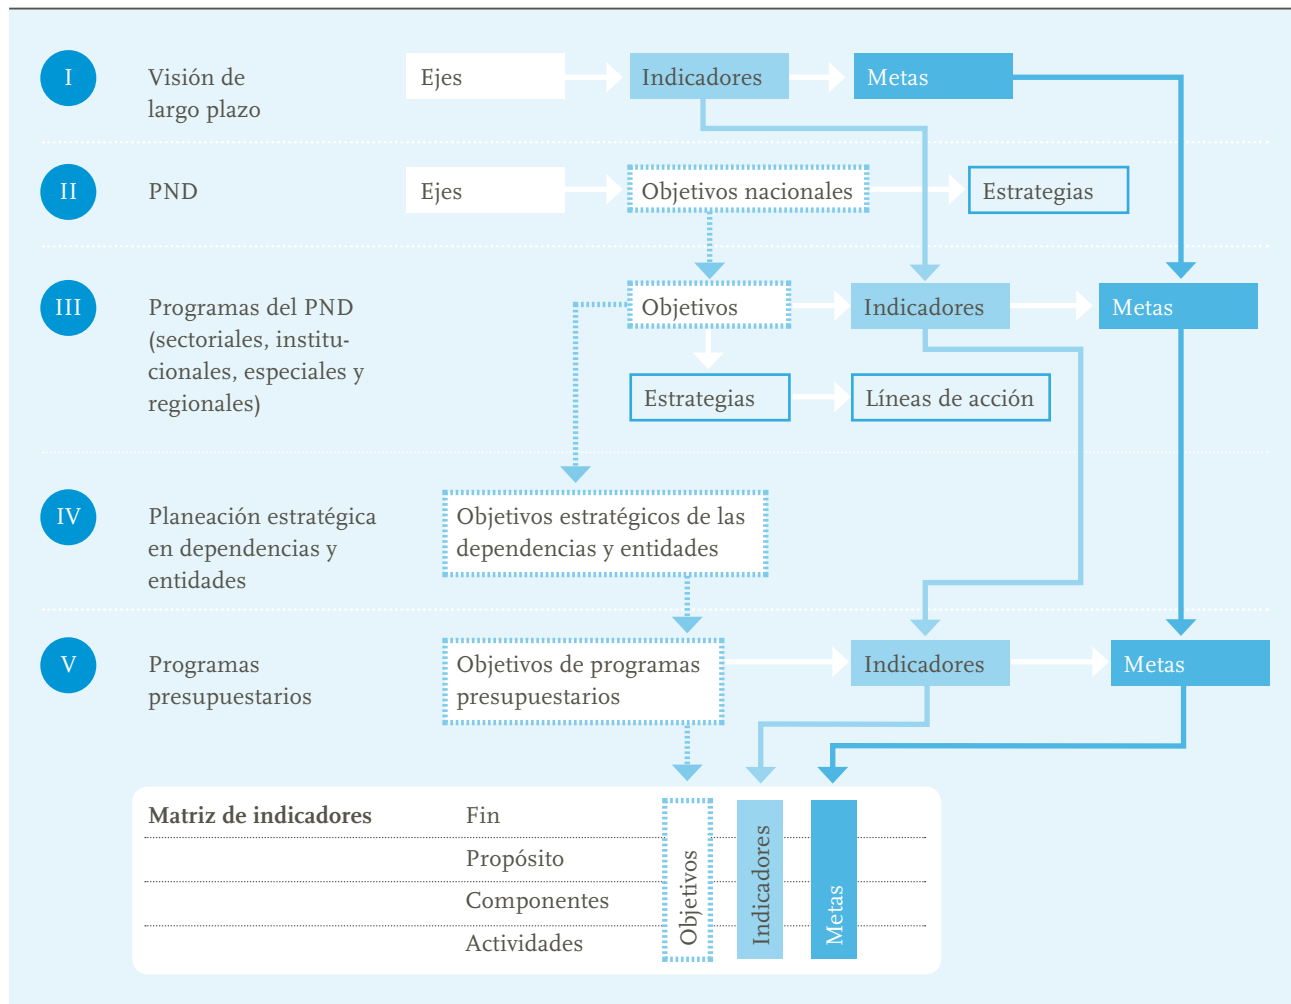 I
Visión de
largo plazo
Ejes
Indicadores
Metas
II
PND
Ejes
Objetivos nacionales
Estrategias
III
Programas del PND
(sectoriales, institu-
cionales, especiales y
regionales)
Objetivos
Indicadores
Metas
Estrategias
Líneas de acción
IV
Planeación estratégica
en dependencias y
entidades
Objetivos estratégicos de las
dependencias y entidades
V
Programas
presupuestarios
Objetivos de programas
presupuestarios
Indicadores
Metas
Matriz de indicadores
Fin
Propósito
Componentes
Actividades
Objetivos
Indicadores
Metas